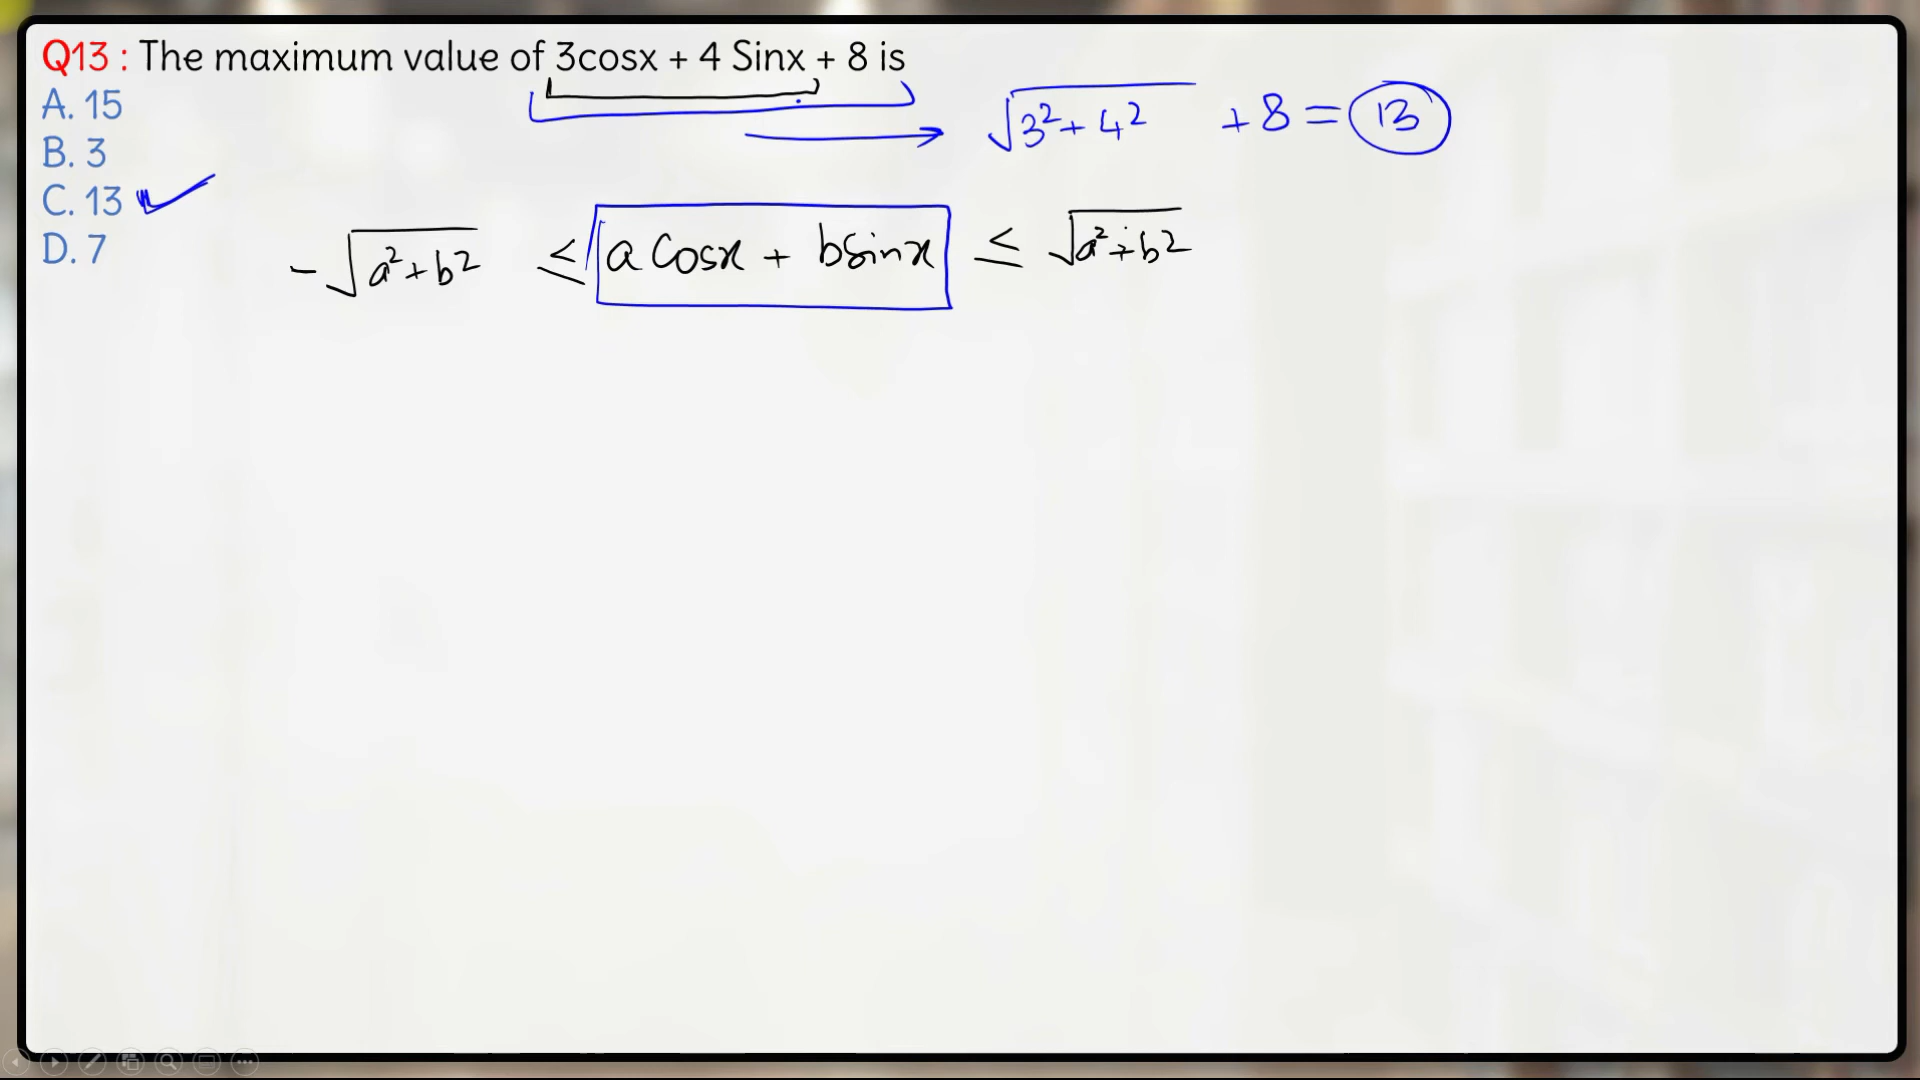 Q13 : The maximum value of 3cosx + 4 Sinx + 8 is
A. 15
B. 3
C. 13
D. 7
√3²+4² +8 = 13
-√a²+b² ≤ a Cosx + bsinx ≤ √a²+b²